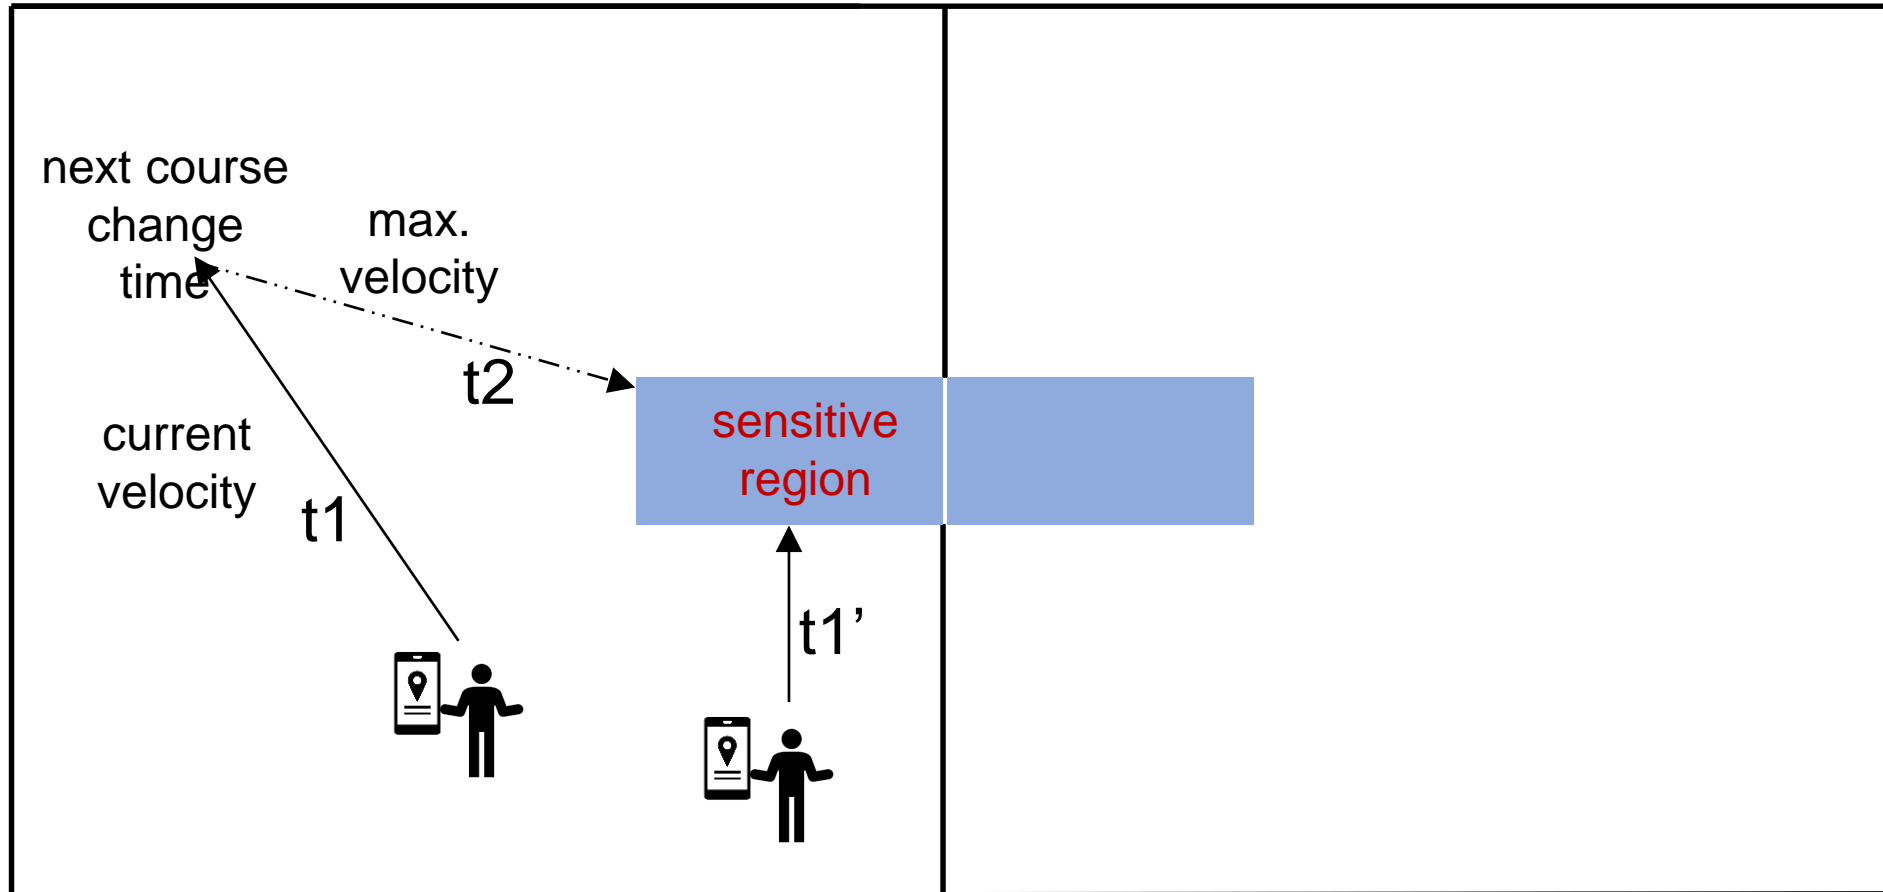 next course
change
time
max.
velocity
t2
current
velocity
t1
sensitive
region
t1’